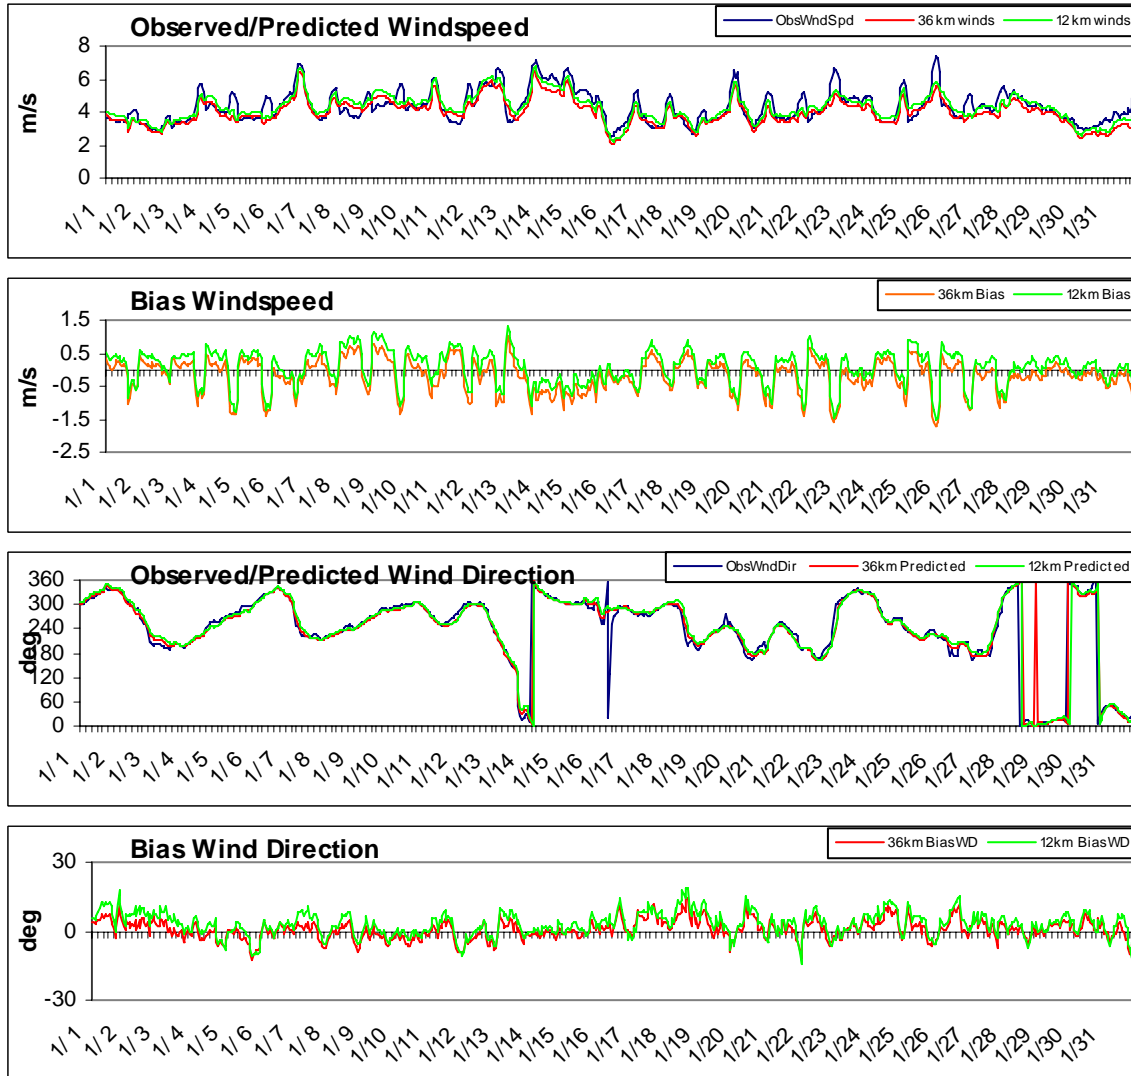 Observed/Predicted Windspeed
ObsWndSpd 36 km winds 12 km winds
8
6
4
2
0
m/s
1/ 1 1/ 2 1/ 3 1/ 4 1/ 5 1/ 6 1/ 7 1/ 8 1/ 9 1/10 1/11 1/12 1/13 1/14 1/15 1/16 1/17 1/18 1/19 1/20 1/21 1/22 1/23 1/24 1/25 1/26 1/27 1/28 1/29 1/30 1/31
Bias Windspeed
36km Bias 12km Bias
1.5
0.5
-0.5
-1.5
-2.5
m/s
1/ 1 1/ 2 1/ 3 1/ 4 1/ 5 1/ 6 1/ 7 1/ 8 1/ 9 1/10 1/11 1/12 1/13 1/14 1/15 1/16 1/17 1/18 1/19 1/20 1/21 1/22 1/23 1/24 1/25 1/26 1/27 1/28 1/29 1/30 1/31
Observed/Predicted Wind Direction
ObsWndDir 36km Predicted 12km Predicted
360
300
240
180
120
60
0
deg
1/ 1 1/ 2 1/ 3 1/ 4 1/ 5 1/ 6 1/ 7 1/ 8 1/ 9 1/10 1/11 1/12 1/13 1/14 1/15 1/16 1/17 1/18 1/19 1/20 1/21 1/22 1/23 1/24 1/25 1/26 1/27 1/28 1/29 1/30 1/31
Bias Wind Direction
36km BiasWD 12km BiasWD
30
0
-30
deg
1/ 1 1/ 2 1/ 3 1/ 4 1/ 5 1/ 6 1/ 7 1/ 8 1/ 9 1/10 1/11 1/12 1/13 1/14 1/15 1/16 1/17 1/18 1/19 1/20 1/21 1/22 1/23 1/24 1/25 1/26 1/27 1/28 1/29 1/30 1/31